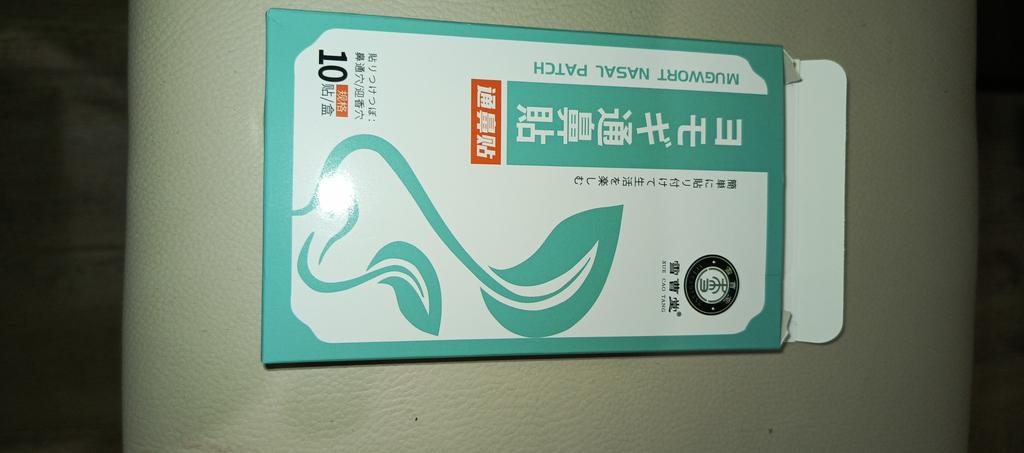 雪曹堂®
XUE CAO TANG
MUGWORT NASAL PATCH
ヨモギ通鼻貼
通鼻贴
簡単に貼り付けて生活を楽しむ
貼りつけつぼ:
鼻通穴/迎香穴
规格
10贴/盒